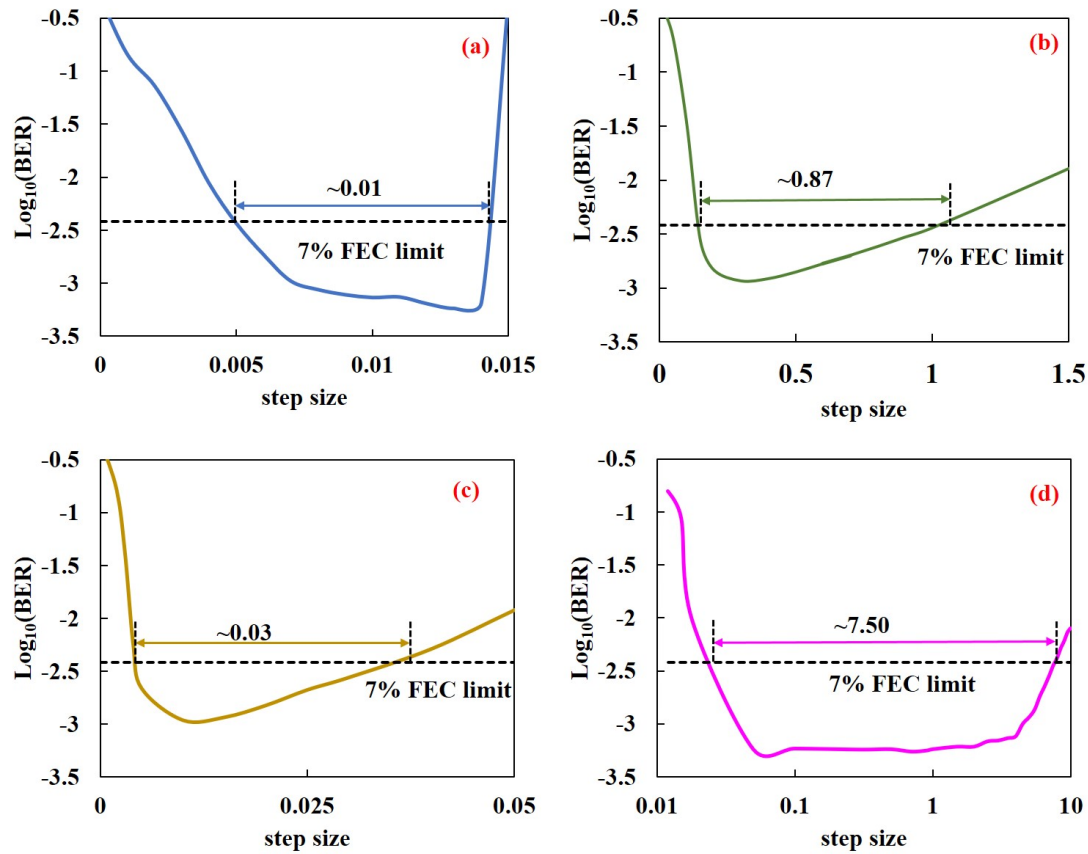 (a)
-0.5
-1
-1.5
-2
-2.5
-3
-3.5
Log10(BER)
~0.01
7% FEC limit
0 0.005 0.01 0.015
step size
(b)
-0.5
-1
-1.5
-2
-2.5
-3
-3.5
Log10(BER)
~0.87
7% FEC limit
0 0.5 1 1.5
step size
(c)
-0.5
-1
-1.5
-2
-2.5
-3
-3.5
Log10(BER)
~0.03
7% FEC limit
0 0.025 0.05
step size
(d)
-0.5
-1
-1.5
-2
-2.5
-3
-3.5
Log10(BER)
~7.50
7% FEC limit
0.01 0.1 1 10
step size